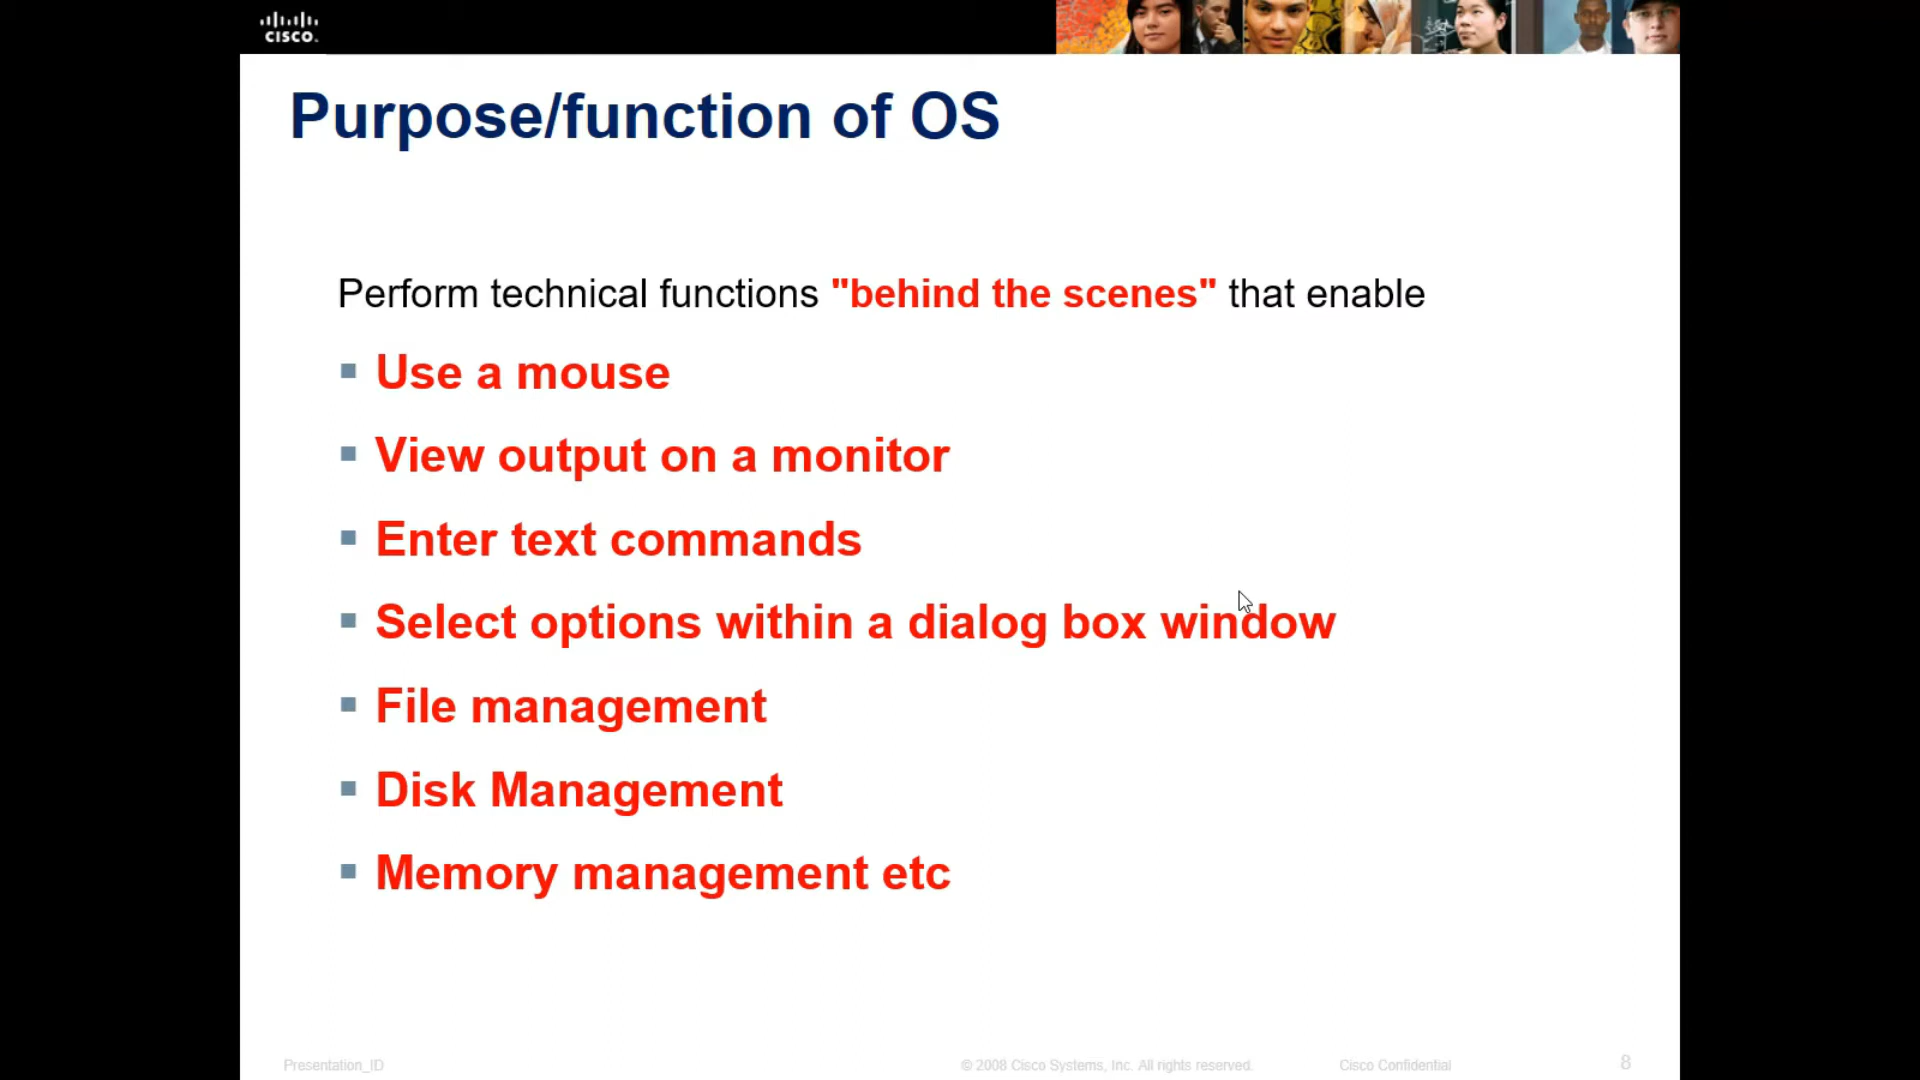 CISCO.
Purpose/function of OS
Perform technical functions "behind the scenes" that enable
Use a mouse
View output on a monitor
Enter text commands
Select options within a dialog box window
File management
Disk Management
Memory management etc
Presentation_ID
© 2008 Cisco Systems, Inc. All rights reserved.
Cisco Confidential
8